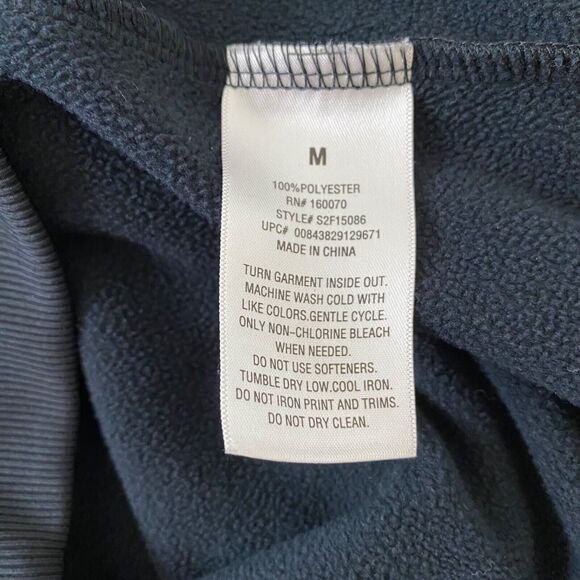 M
100%POLYESTER
RN# 160070
STYLE# S2F15086
UPC# 00843829129671
MADE IN CHINA
TURN GARMENT INSIDE OUT.
MACHINE WASH COLD WITH
LIKE COLORS.GENTLE CYCLE.
ONLY NON-CHLORINE BLEACH
WHEN NEEDED.
DO NOT USE SOFTENERS.
TUMBLE DRY LOW.COOL IRON.
DO NOT IRON PRINT AND TRIMS.
DO NOT DRY CLEAN.